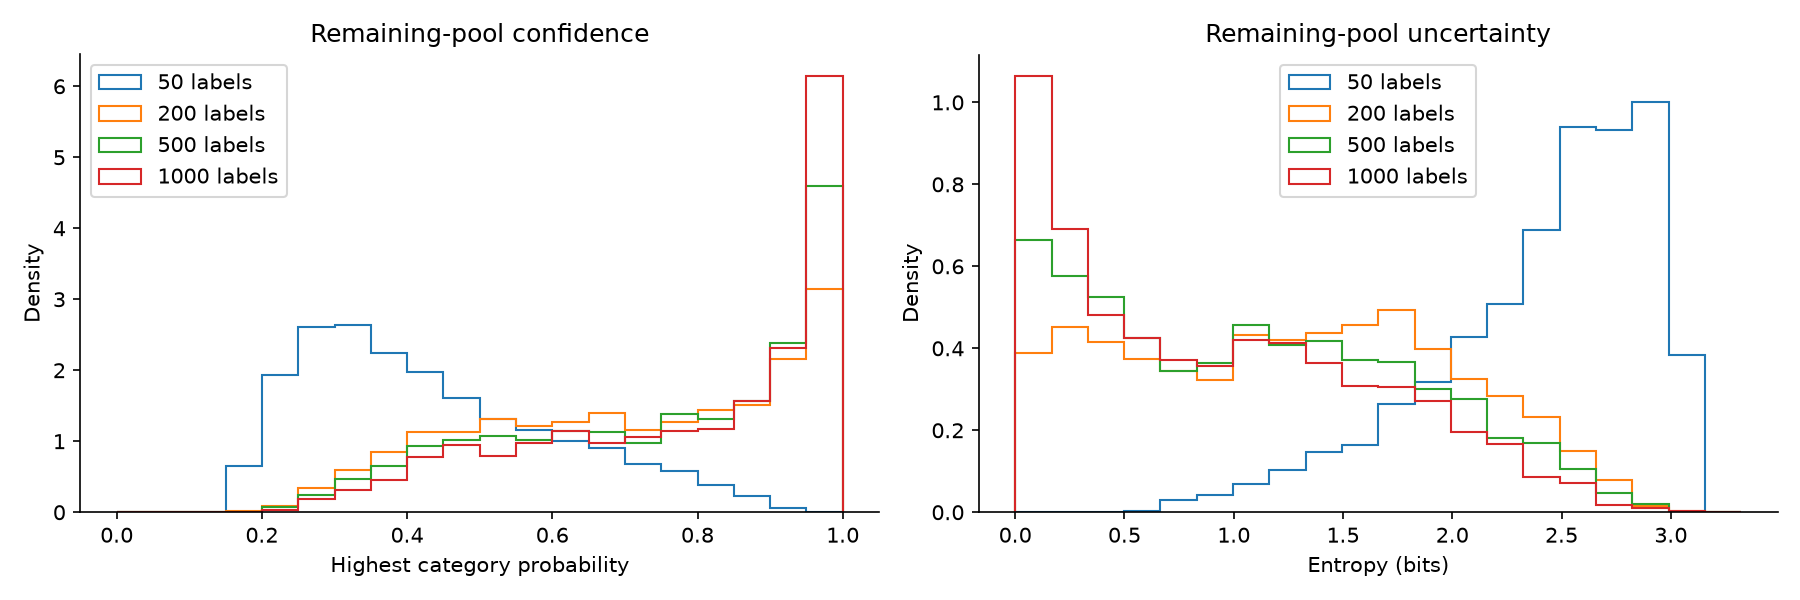 Remaining-pool confidence
6
5
4
3
2
1
0
Density
50 labels
200 labels
500 labels
1000 labels
0.0 0.2 0.4 0.6 0.8 1.0
Highest category probability
Remaining-pool uncertainty
1.0
0.8
0.6
0.4
0.2
0.0
Density
50 labels
200 labels
500 labels
1000 labels
0.0 0.5 1.0 1.5 2.0 2.5 3.0
Entropy (bits)